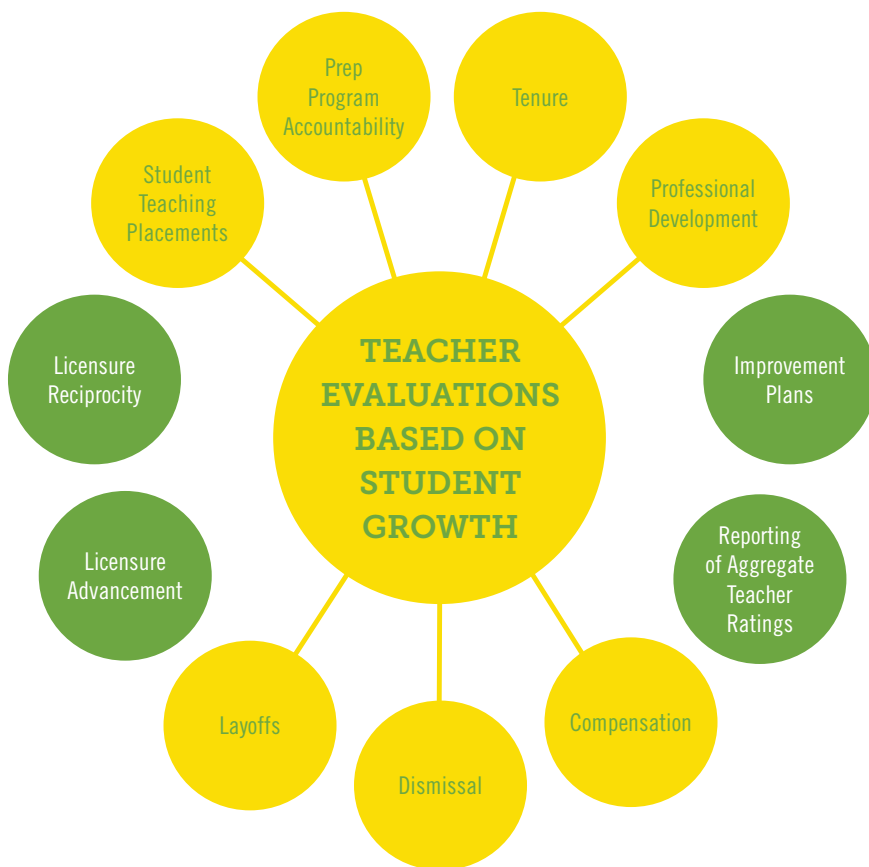 Prep
Program
Accountability
Tenure
Student
Teaching
Placements
Professional
Development
Licensure
Reciprocity
TEACHER
EVALUATIONS
BASED ON
STUDENT
GROWTH
Improvement
Plans
Licensure
Advancement
Reporting
of Aggregate
Teacher
Ratings
Layoffs
Dismissal
Compensation